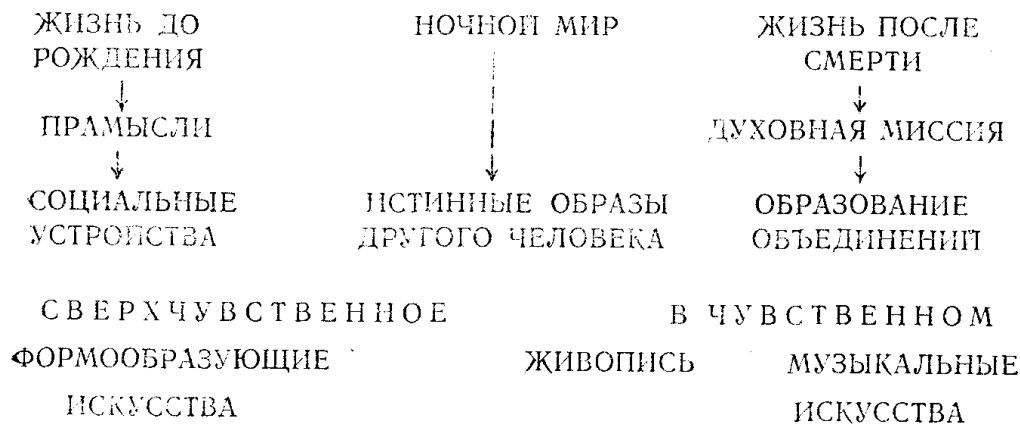 ЖИЗНЬ ДО НОЧНОЙ МИР ЖИЗНЬ ПОСЛЕ
РОЖДЕНИЯ СМЕРТИ
ПРАМЫСЛИ ДУХОВНАЯ МИССИЯ
СОЦИАЛЬНЫЕ ИСТИННЫЕ ОБРАЗЫ ОБРАЗОВАНИЕ
УСТРОЙСТВА ДРУГОГО ЧЕЛОВЕКА ОБЪЕДИНЕНИЙ
СВЕРХЧУВСТВЕННОЕ В ЧУВСТВЕННОМ
ФОРМООБРАЗУЮЩИЕ ЖИВОПИСЬ МУЗЫКАЛЬНЫЕ
ИСКУССТВА ИСКУССТВА